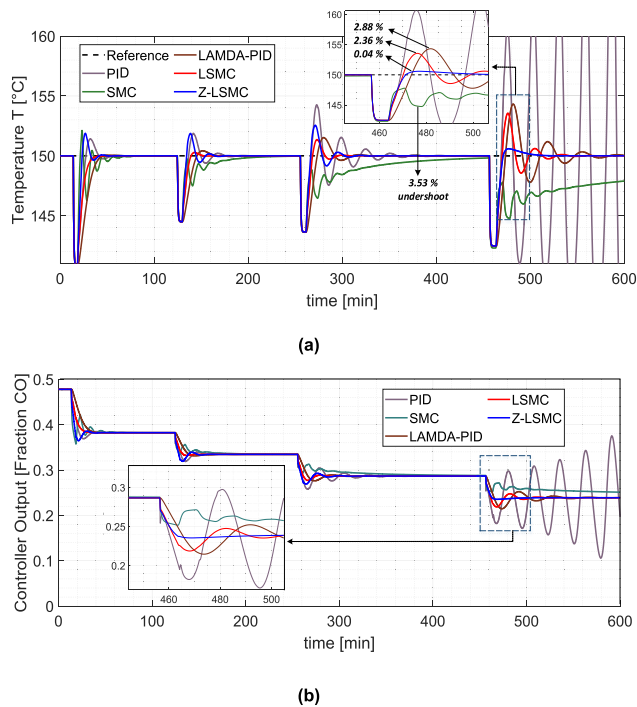 160
155
150
145
Temperature T [°C]
Reference
PID
SMC
LAMDA-PID
LSMC
Z-LSMC
2.88 %
2.36 %
0.04 %
160
155
150
145
460
480
500
3.53 %
undershoot
0
100
200
300
400
500
600
time [min]
(a)
0.5
0.4
0.3
0.2
0.1
0
Controller Output [Fraction CO]
PID
SMC
LAMDA-PID
LSMC
Z-LSMC
0.3
0.25
0.2
460
470
480
490
500
0
100
200
300
400
500
600
time [min]
(b)